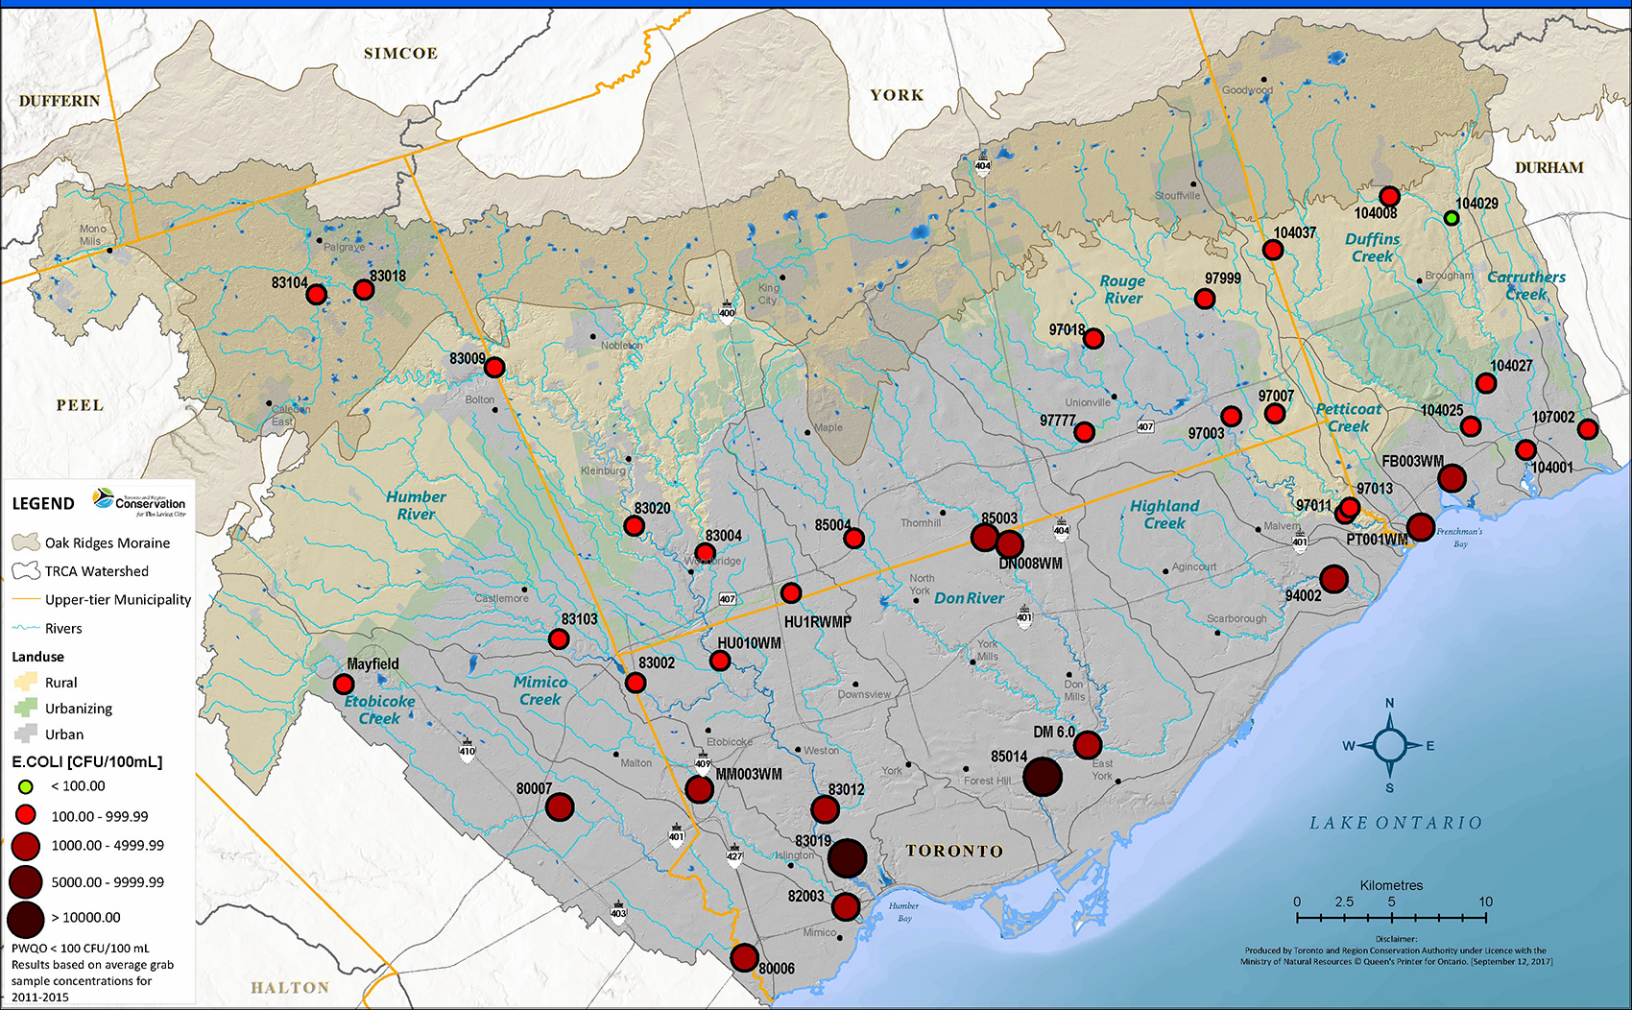 SIMCOE
DUFFERIN
YORK
Goodwood
404
DURHAM
Stouffville
104029
104008
104037
Duffins
Creek
Mono
Mills
Palgrave
83104
83018
King
City
400
Rouge
River
97999
Brougham
Carruthers
Creek
97018
Nobleton
83009
Bolton
104027
PEEL
Caledon
East
Maple
Unionville
97777
407
97003
97007
Petticoat
Creek
104025
107002
Kleinburg
FB003WM
104001
Humber
River
83020
83004
Woodbridge
85004
Thornhill
85003
DN008WM
404
Highland
Creek
Malvern
401
97011
97013
PT001WM
Frenchman's
Bay
Castlemore
407
HU1RWMP
North
York
Don River
401
Agincourt
94002
Scarborough
83103
HU010WM
83002
York
Mills
Mayfield
Etobicoke
Creek
Mimico
Creek
Downsview
Don
Mills
410
Malton
Etobicoke
409
Weston
DM 6.0
85014
York
Forest Hill
East
York
80007
MM003WM
83012
401
427
83019
Islington
TORONTO
82003
Humber
Bay
403
Mimico
80006
HALTON
LAKE ONTARIO
N
W
E
S
Kilometres
0 2.5 5 10
Disclaimer:
Produced by Toronto and Region Conservation Authority under Licence with the
Ministry of Natural Resources © Queen's Printer for Ontario. [September 12, 2017]
LEGEND
Toronto and Region
Conservation
for The Living City
Oak Ridges Moraine
TRCA Watershed
Upper-tier Municipality
Rivers
Landuse
Rural
Urbanizing
Urban
E.COLI [CFU/100mL]
< 100.00
100.00 - 999.99
1000.00 - 4999.99
5000.00 - 9999.99
> 10000.00
PWQO < 100 CFU/100 mL
Results based on average grab
sample concentrations for
2011-2015